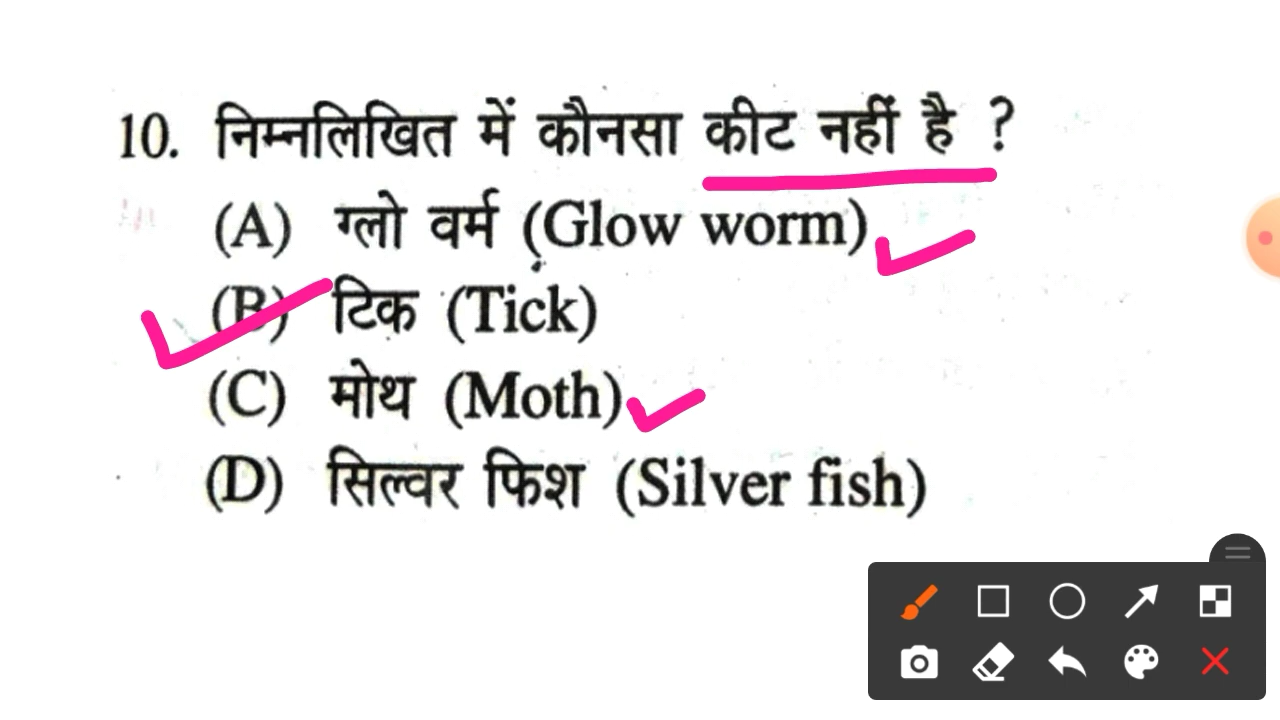 10. निम्नलिखित में कौनसा कीट नहीं है ?
(A) ग्लो वर्म (Glow worm)
(B) टिक (Tick)
(C) मोथ (Moth)
(D) सिल्वर फिश (Silver fish)